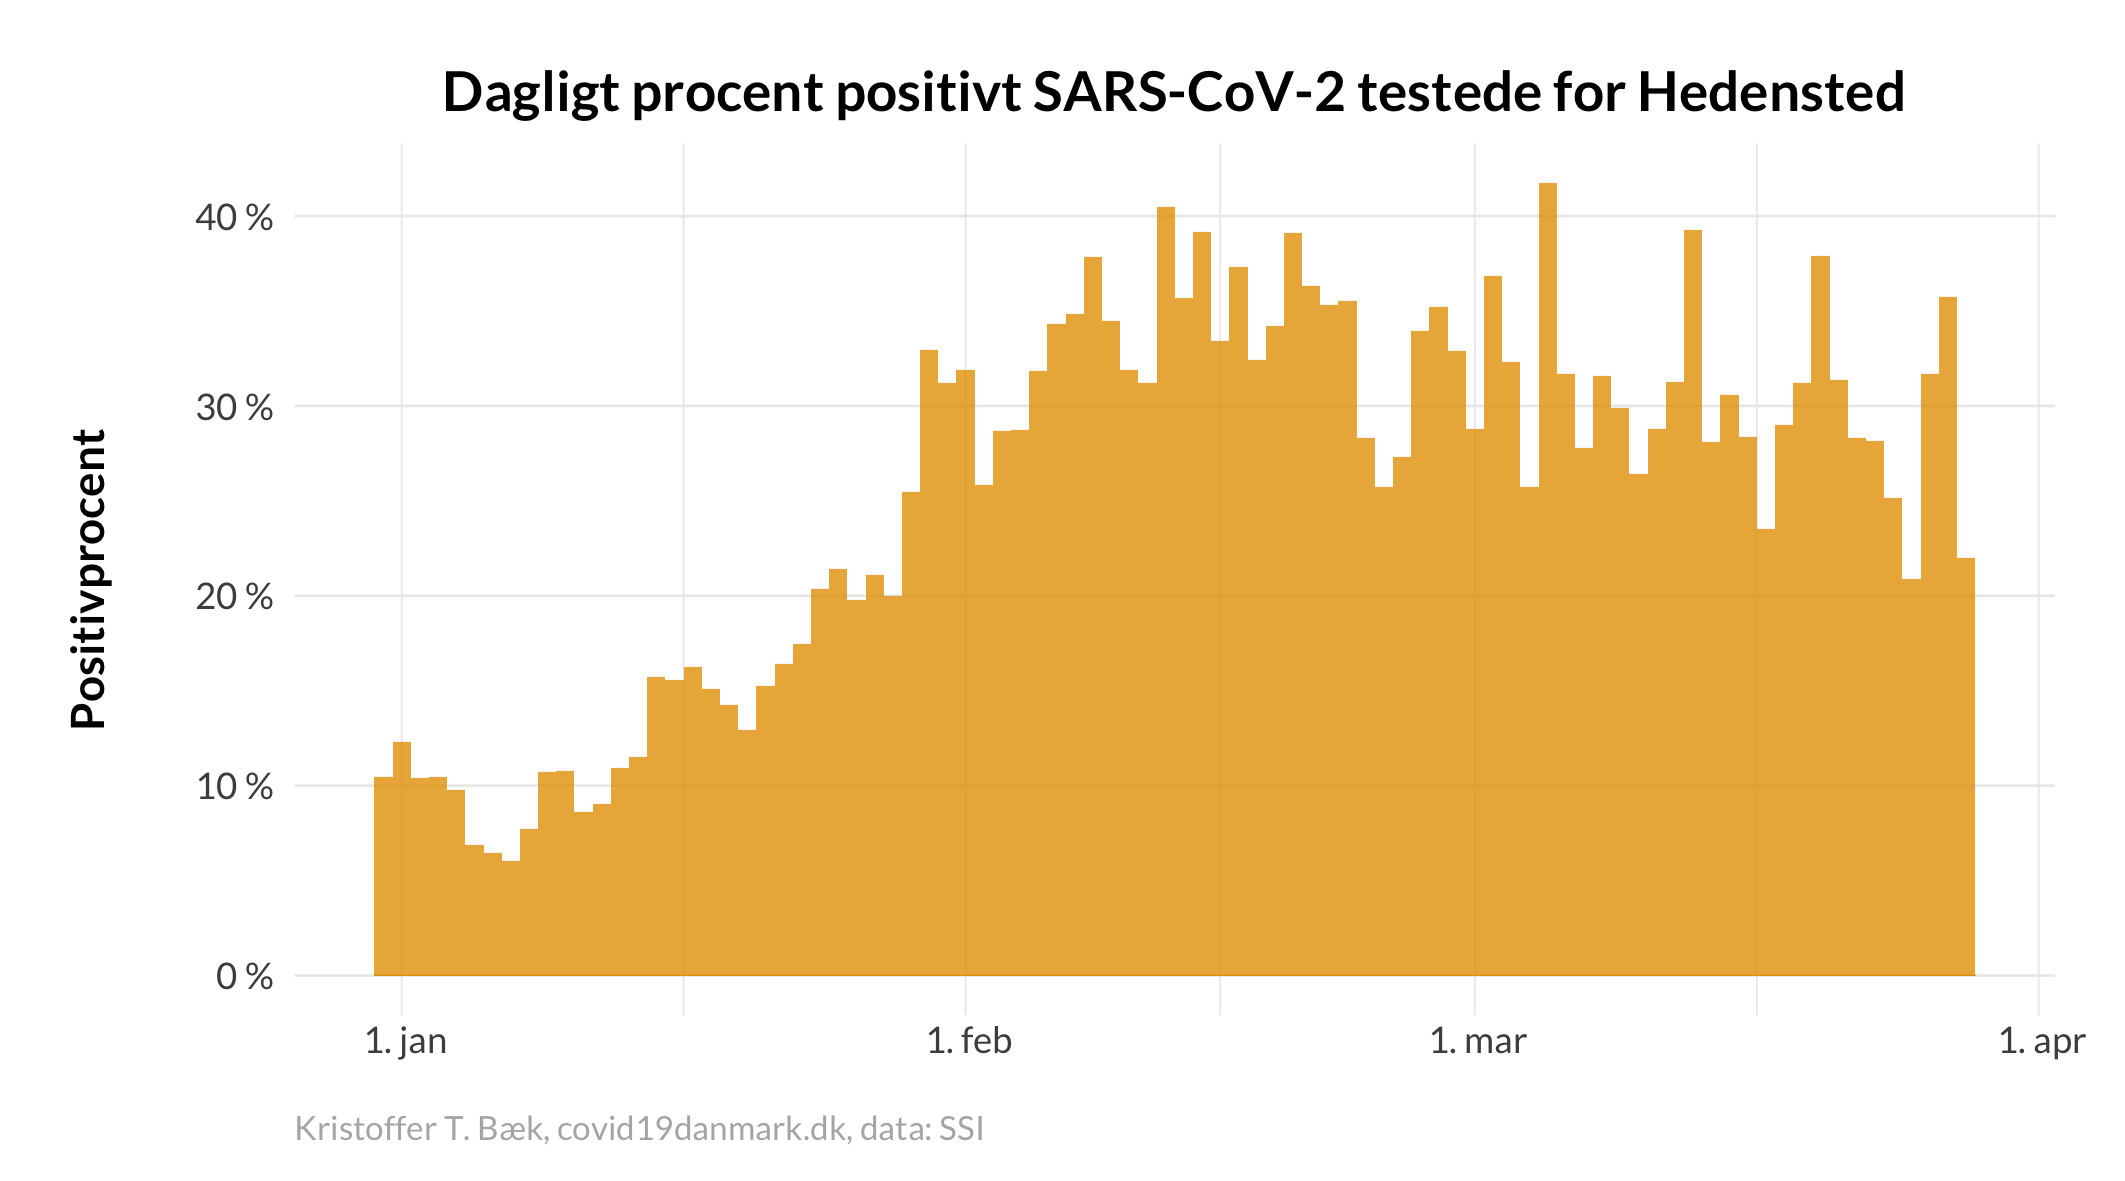 Dagligt procent positivt SARS-CoV-2 testede for Hedensted
Positivprocent
40 %
30 %
20 %
10 %
0 %
1. jan
1. feb
1. mar
1. apr
Kristoffer T. Bæk, covid19danmark.dk, data: SSI